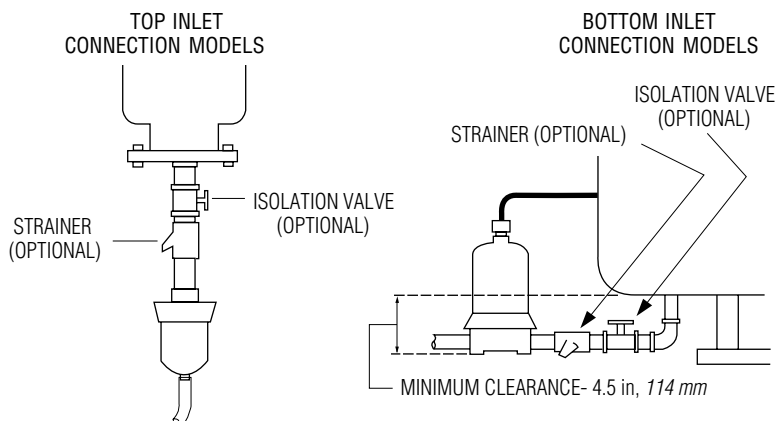 TOP INLET
CONNECTION MODELS
ISOLATION VALVE
(OPTIONAL)
STRAINER
(OPTIONAL)
BOTTOM INLET
CONNECTION MODELS
ISOLATION VALVE
(OPTIONAL)
STRAINER (OPTIONAL)
MINIMUM CLEARANCE- 4.5 in, 114 mm